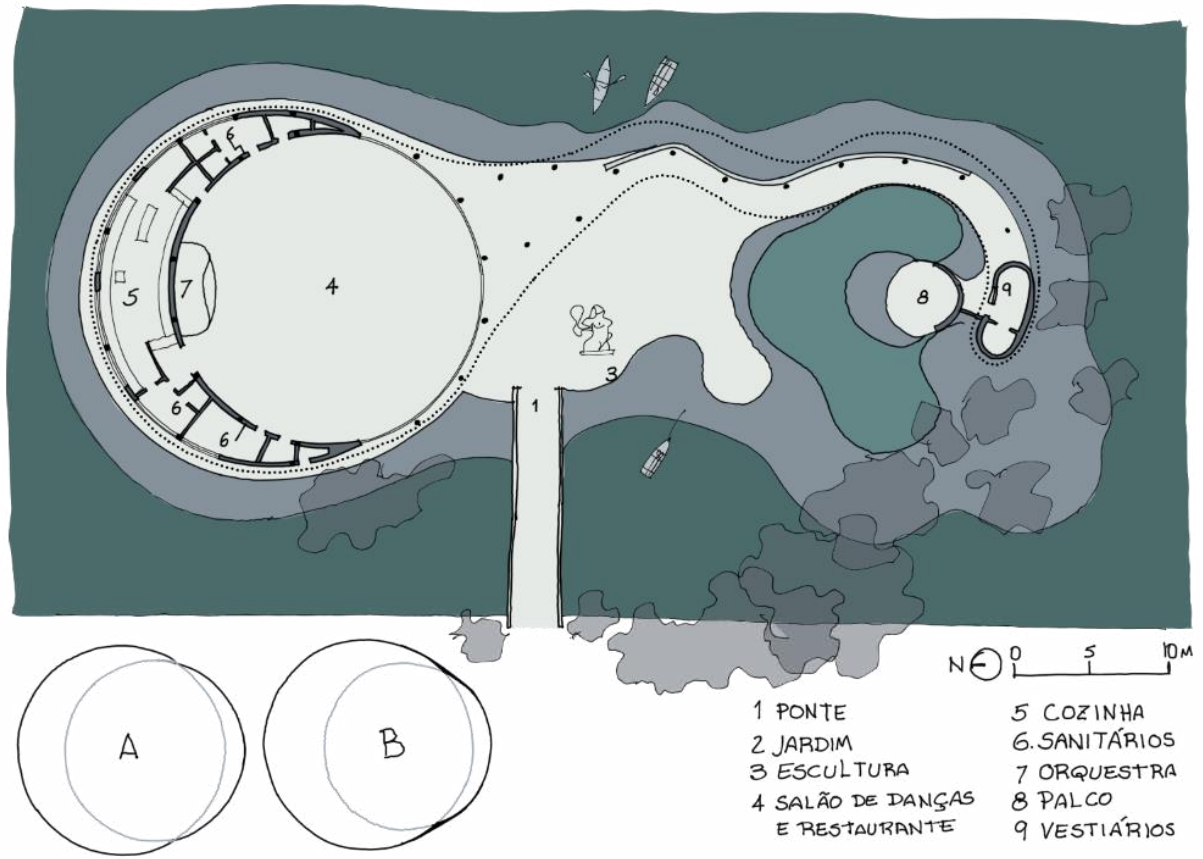 6
5
7
4
8
9
3
1
6
6
A
B
N
0 5 10M
1 PONTE
2 JARDIM
3 ESCULTURA
4 SALÃO DE DANÇAS
E RESTAURANTE
5 COZINHA
6. SANITÁRIOS
7 ORQUESTRA
8 PALCO
9 VESTIÁRIOS